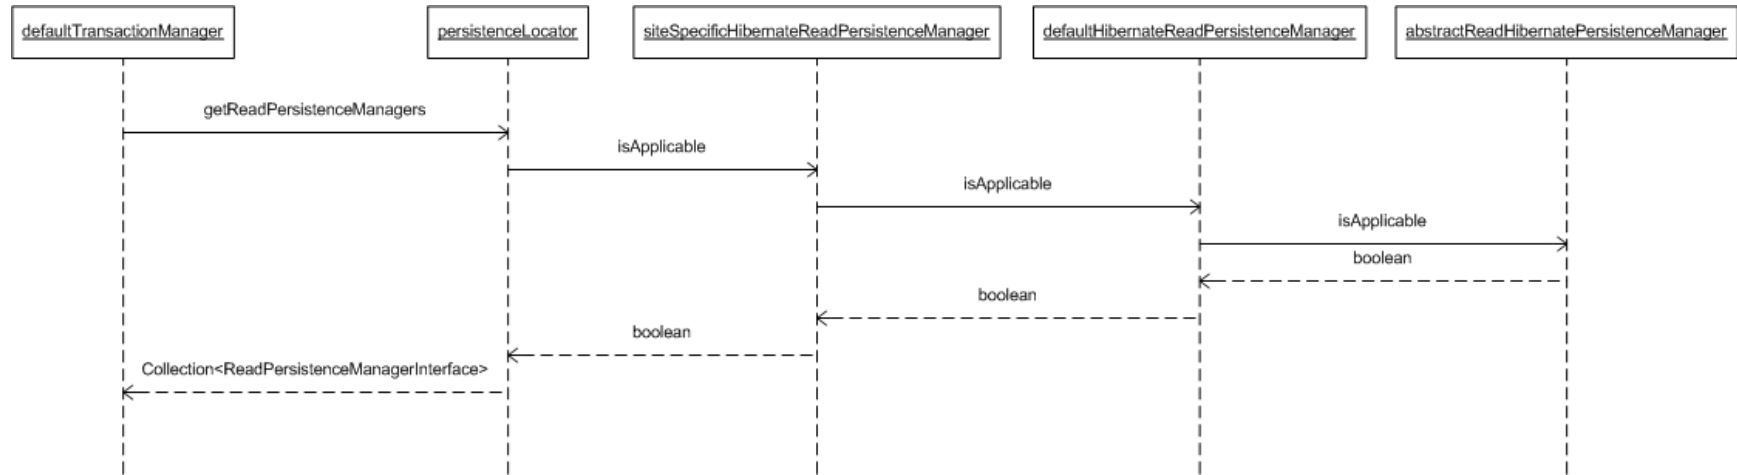 defaultTransactionManager
persistenceLocator
siteSpecificHibernateReadPersistenceManager
defaultHibernateReadPersistenceManager
abstractReadHibernatePersistenceManager
getReadPersistenceManagers
isApplicable
isApplicable
isApplicable
boolean
boolean
boolean
Collection<ReadPersistenceManagerInterface>